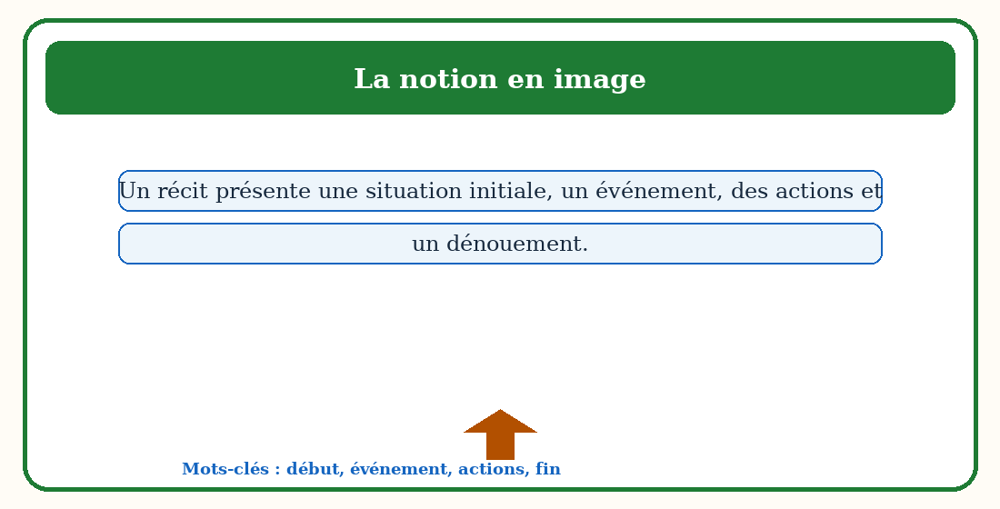 La notion en image
Un récit présente une situation initiale, un événement, des actions et
un dénouement.
Mots-clés : début, événement, actions, fin